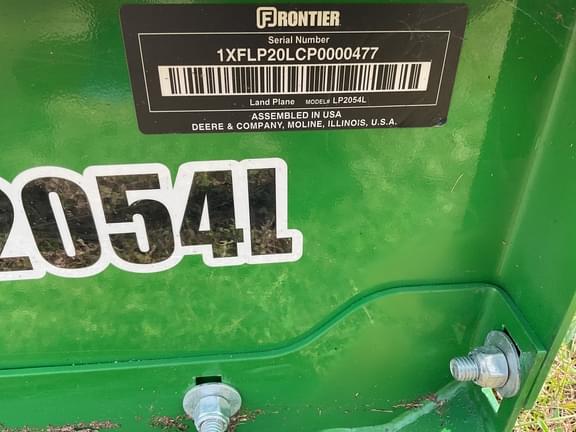 FRONTIER
Serial Number
1XFLP20LCP0000477
Land Plane MODEL# LP2054L
ASSEMBLED IN USA
DEERE & COMPANY, MOLINE, ILLINOIS, U.S.A.
2054L